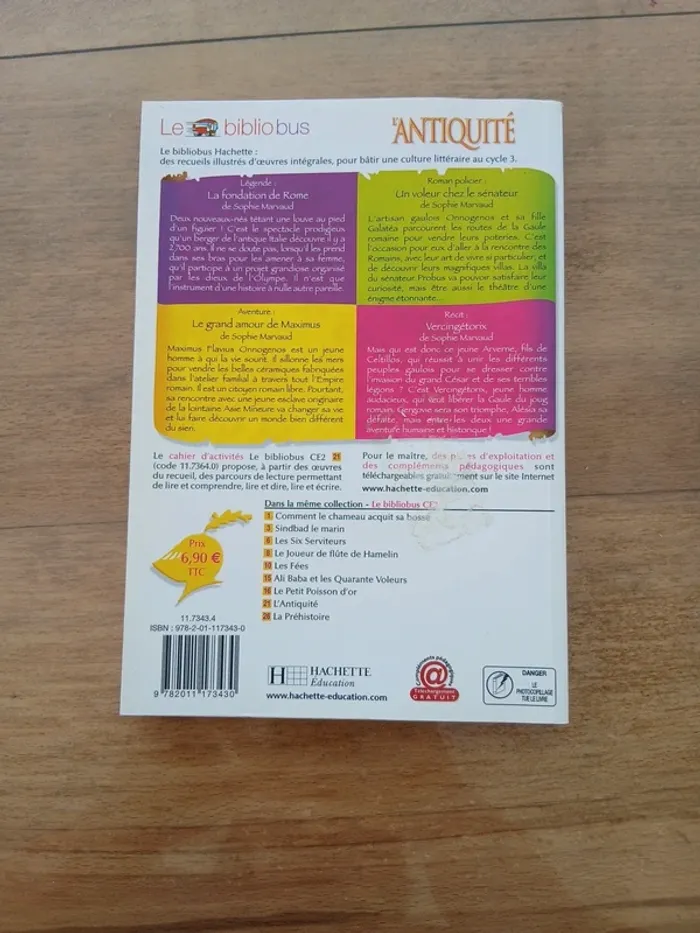 Le bibliobus
L'ANTIQUITÉ
Le bibliobus Hachette :
des recueils illustrés d'œuvres intégrales, pour bâtir une culture littéraire au cycle 3.
Légende :
La fondation de Rome
de Sophie Marvaud
Deux nouveaux-nés tétant une louve au pied
d'un figuier ! C'est le spectacle prodigieux
qu'un berger de l'antique Italie découvre il y a
2 700 ans. Il ne se doute pas, lorsqu'il les prend
dans ses bras pour les amener à sa femme,
qu'il participe à un projet grandiose organisé
par les dieux de l'Olympe. Il n'est que
l'instrument d'une histoire à nulle autre pareille.
Roman policier :
Un voleur chez le sénateur
de Sophie Marvaud
L'artisan gaulois Onnogenos et sa fille
Galatéa parcourent les routes de la Gaule
romaine pour vendre leurs poteries. C'est
l'occasion pour eux d'aller à la rencontre des
Romains, avec leur art de vivre si particulier, et
de découvrir leurs magnifiques villas. La villa
du sénateur Probus va pouvoir satisfaire leur
curiosité, mais être aussi le théâtre d'une
énigme étonnante...
Aventure :
Le grand amour de Maximus
de Sophie Marvaud
Maximus Flavius Onnogenos est un jeune
homme à qui la vie sourit. Il sillonne les mers
pour vendre les belles céramiques fabriquées
dans l'atelier familial à travers tout l'Empire
romain. Il est un citoyen romain libre. Pourtant,
sa rencontre avec une jeune esclave originaire
de la lointaine Asie Mineure va changer sa vie
et lui faire découvrir un monde bien différent
du sien.
Récit :
Vercingétorix
de Sophie Marvaud
Mais qui est donc ce jeune Arverne, fils de
Celtillos, qui réussit à unir les différents
peuples gaulois pour se dresser contre
l'invasion du grand César et de ses terribles
légions ? C'est Vercingétorix, jeune homme
audacieux, qui veut libérer la Gaule du joug
romain. Gergovie sera son triomphe, Alésia sa
défaite, mais entre les deux une grande
aventure humaine et historique !
Le cahier d'activités Le bibliobus CE2 21
(code 11.7364.0) propose, à partir des œuvres
du recueil, des parcours de lecture permettant
de lire et comprendre, lire et dire, lire et écrire.
Pour le maître, des pistes d'exploitation et
des compléments pédagogiques sont
téléchargeables gratuitement sur le site Internet
www.hachette-education.com
Dans la même collection - Le bibliobus CE2
1 Comment le chameau acquit sa bosse
3 Sindbad le marin
6 Les Six Serviteurs
8 Le Joueur de flûte de Hamelin
10 Les Fées
15 Ali Baba et les Quarante Voleurs
16 Le Petit Poisson d'or
21 L'Antiquité
26 La Préhistoire
Prix
6,90 €
TTC
11.7343.4
ISBN : 978-2-01-117343-0
9 782011 173430
H HACHETTE
Éducation
www.hachette-education.com
Compléments pédagogiques
@
Téléchargement
GRATUIT
DANGER
LE
PHOTOCOPILLAGE
TUE LE LIVRE